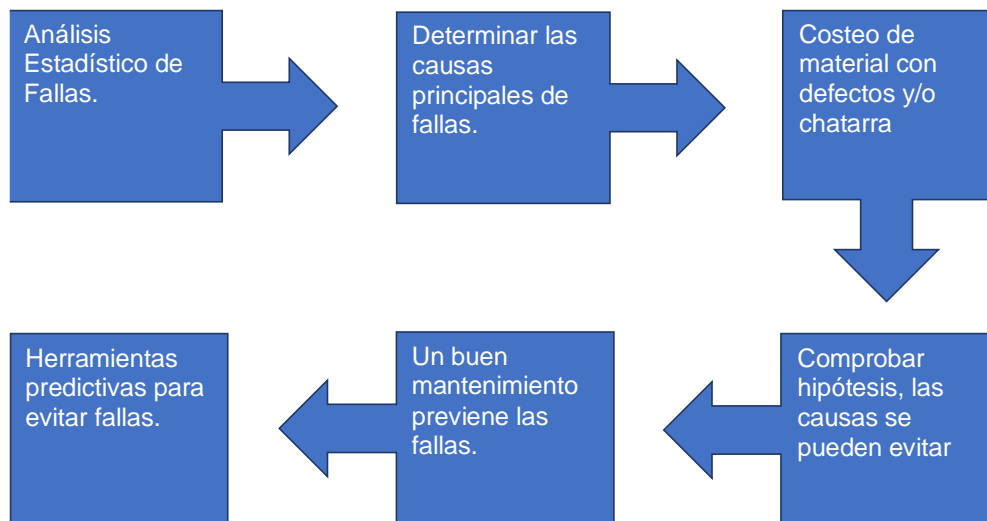 Análisis
Estadístico de
Fallas.
Determinar las
causas
principales de
fallas.
Costeo de
material con
defectos y/o
chatarra
Comprobar
hipótesis, las
causas se
pueden evitar
Un buen
mantenimiento
previene las
fallas.
Herramientas
predictivas para
evitar fallas.